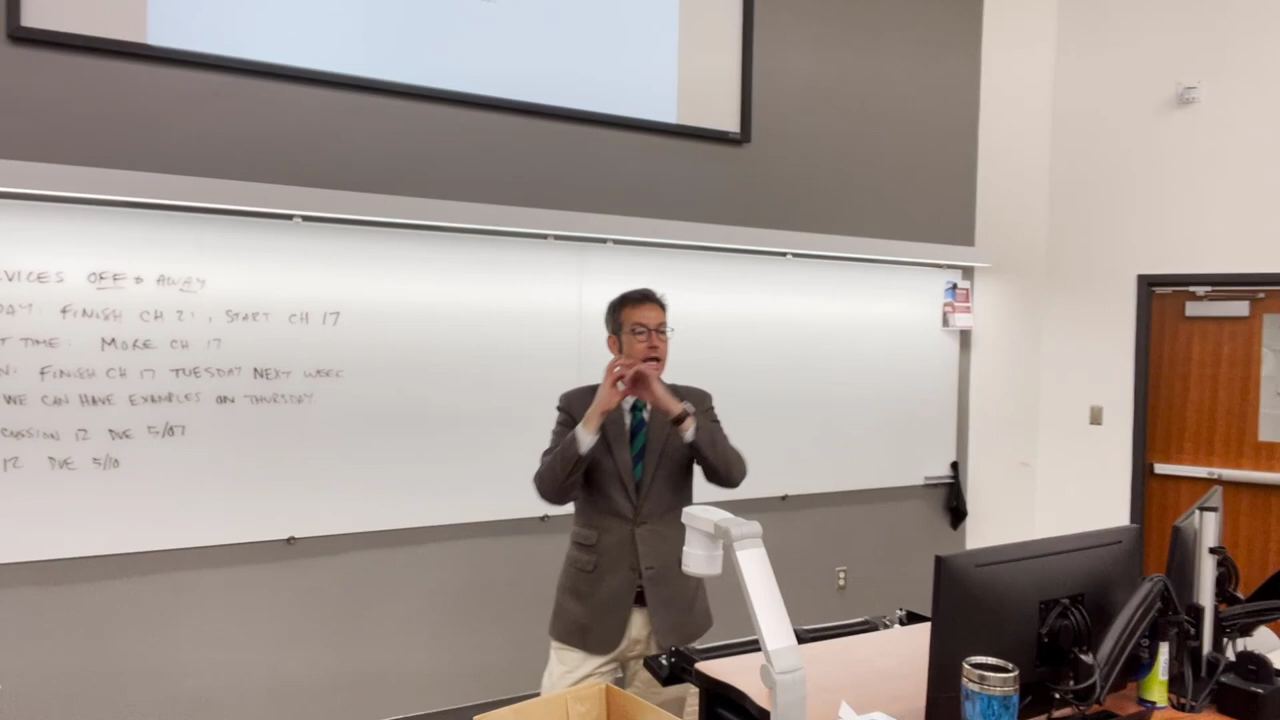 VICES OFF & AWAY
DAY: FINISH CH 21, START CH 17
T TIME: MORE CH 17
N: FINISH CH 17 TUESDAY NEXT WEEK
WE CAN HAVE EXAMPLES ON THURSDAY
CUSSION 12 DUE 5/07
12 DUE 5/10